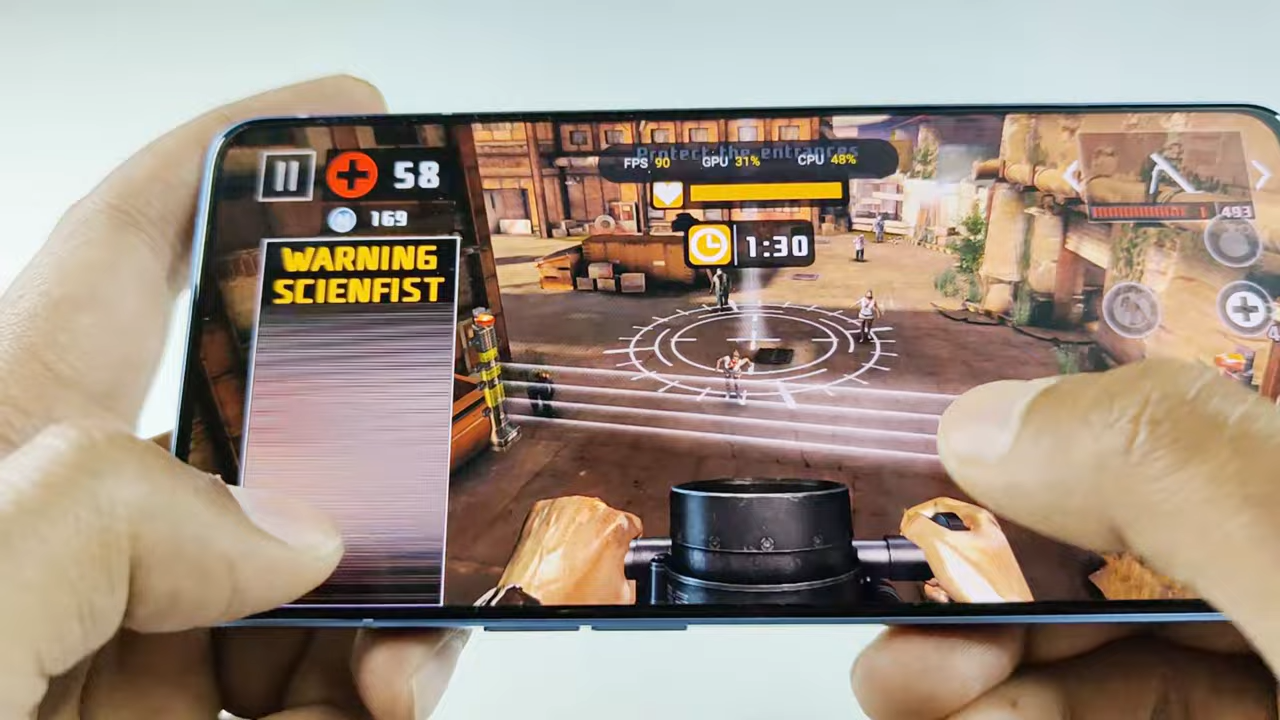 Protect the entrances
FPS 90 GPU 31% CPU 48%
58
169
1:30
493
WARNING
SCIENFIST